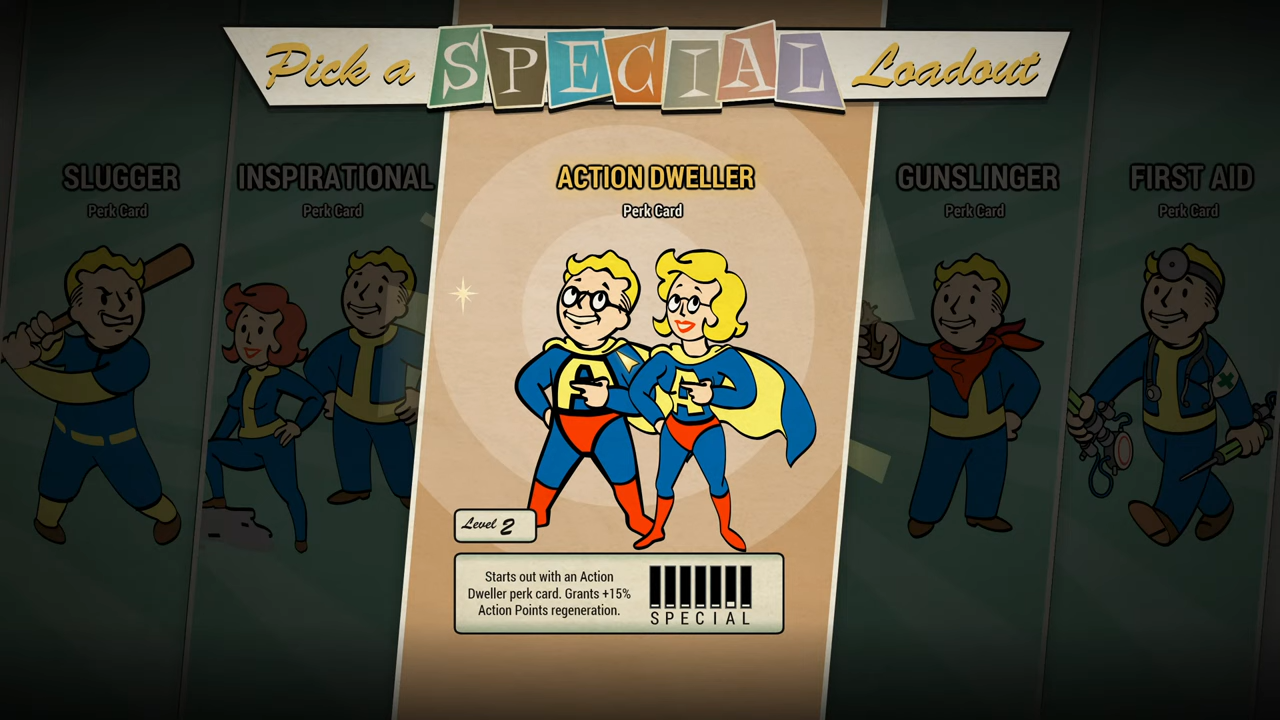 Pick a SPECIAL Loadout
SLUGGER
Perk Card
INSPIRATIONAL
Perk Card
ACTION DWELLER
Perk Card
A
A
Level 2
Starts out with an Action
Dweller perk card. Grants +15%
Action Points regeneration.
SPECIAL
GUNSLINGER
Perk Card
FIRST AID
Perk Card